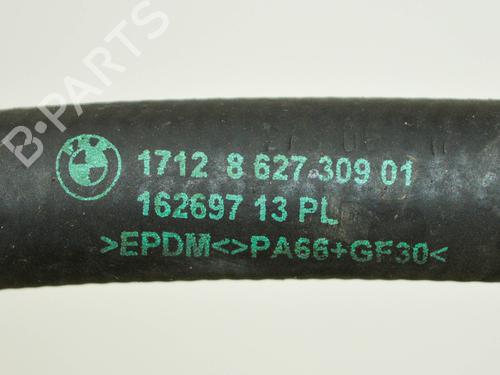 B-PARTS
1712 8 627 309 01
162697 13 PL
>EPDM<>PA66+GF30<